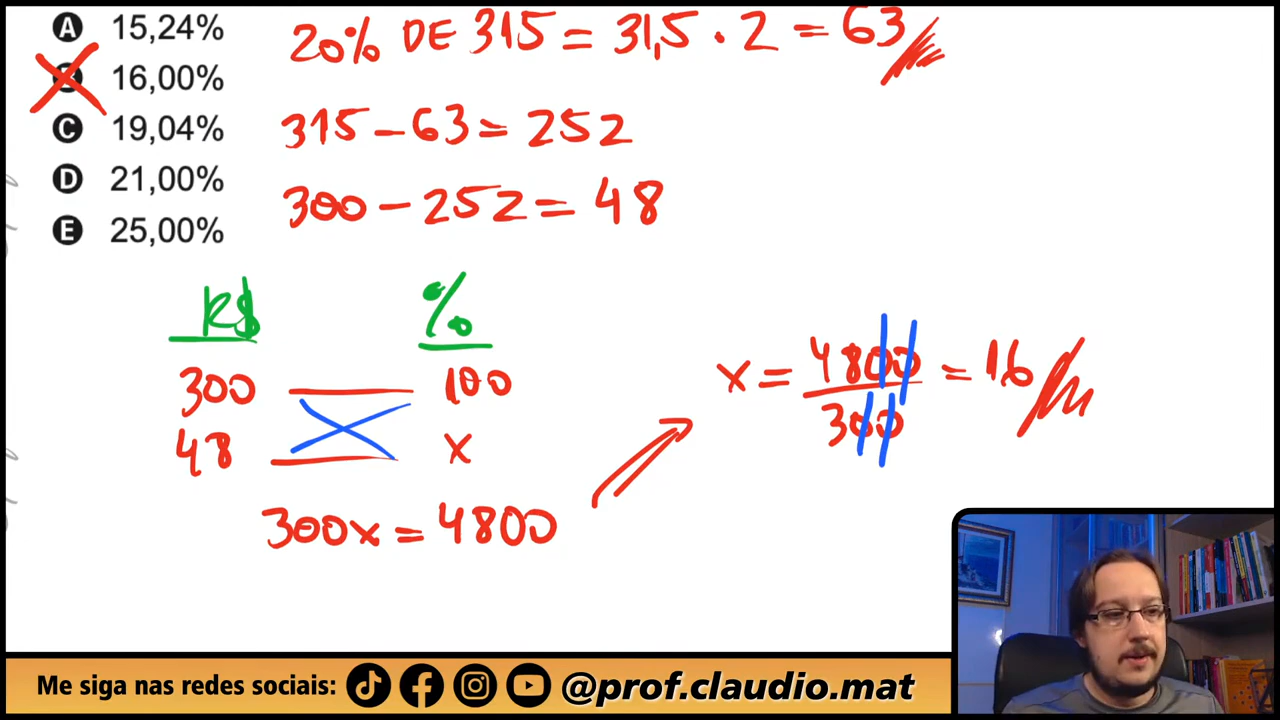 A 15,24%
20% DE 315 = 31,5 . 2 = 63
16,00%
C 19,04%
315 - 63 = 252
D 21,00%
300 - 252 = 48
E 25,00%
R$ %
300 100
48 x
300x = 4800
x = 4800 = 16
300
Me siga nas redes sociais: @prof.claudio.mat